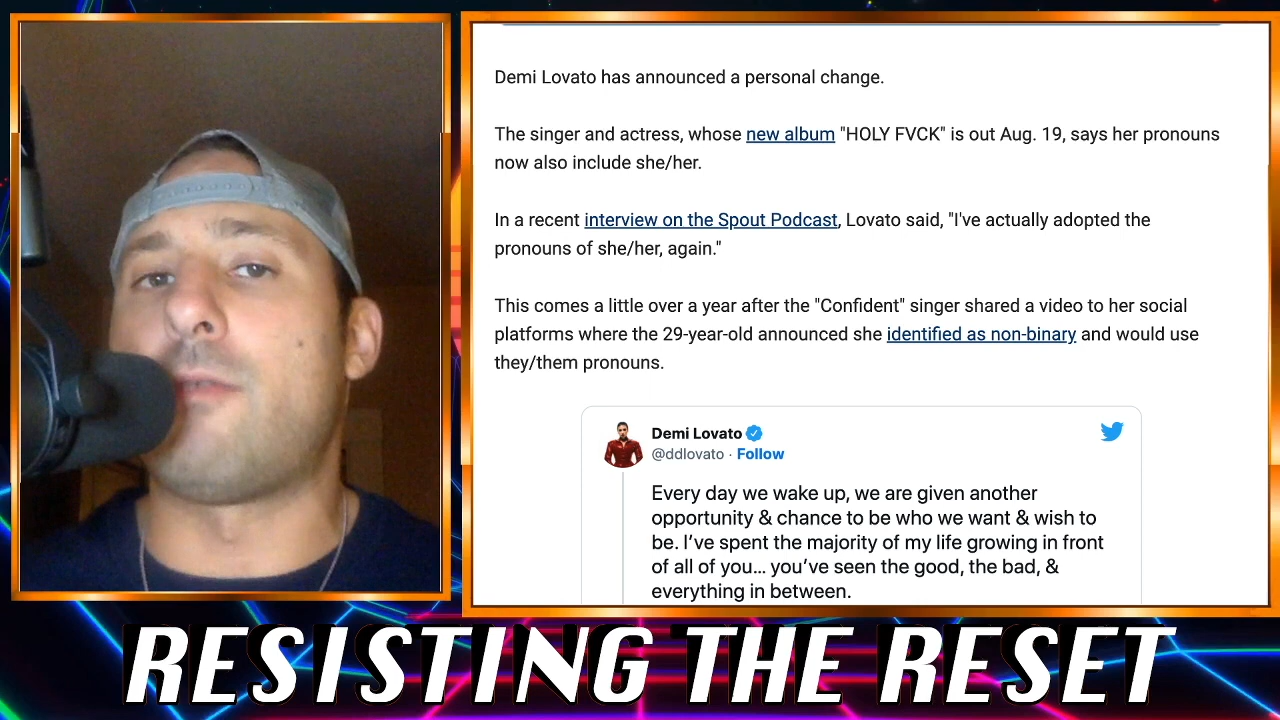 Demi Lovato has announced a personal change.
The singer and actress, whose new album "HOLY FVCK" is out Aug. 19, says her pronouns
now also include she/her.
In a recent interview on the Spout Podcast, Lovato said, "I've actually adopted the
pronouns of she/her, again."
This comes a little over a year after the "Confident" singer shared a video to her social
platforms where the 29-year-old announced she identified as non-binary and would use
they/them pronouns.
Demi Lovato
@ddlovato · Follow
Every day we wake up, we are given another
opportunity & chance to be who we want & wish to
be. I’ve spent the majority of my life growing in front
of all of you… you’ve seen the good, the bad, &
everything in between.
RESISTING THE RESET